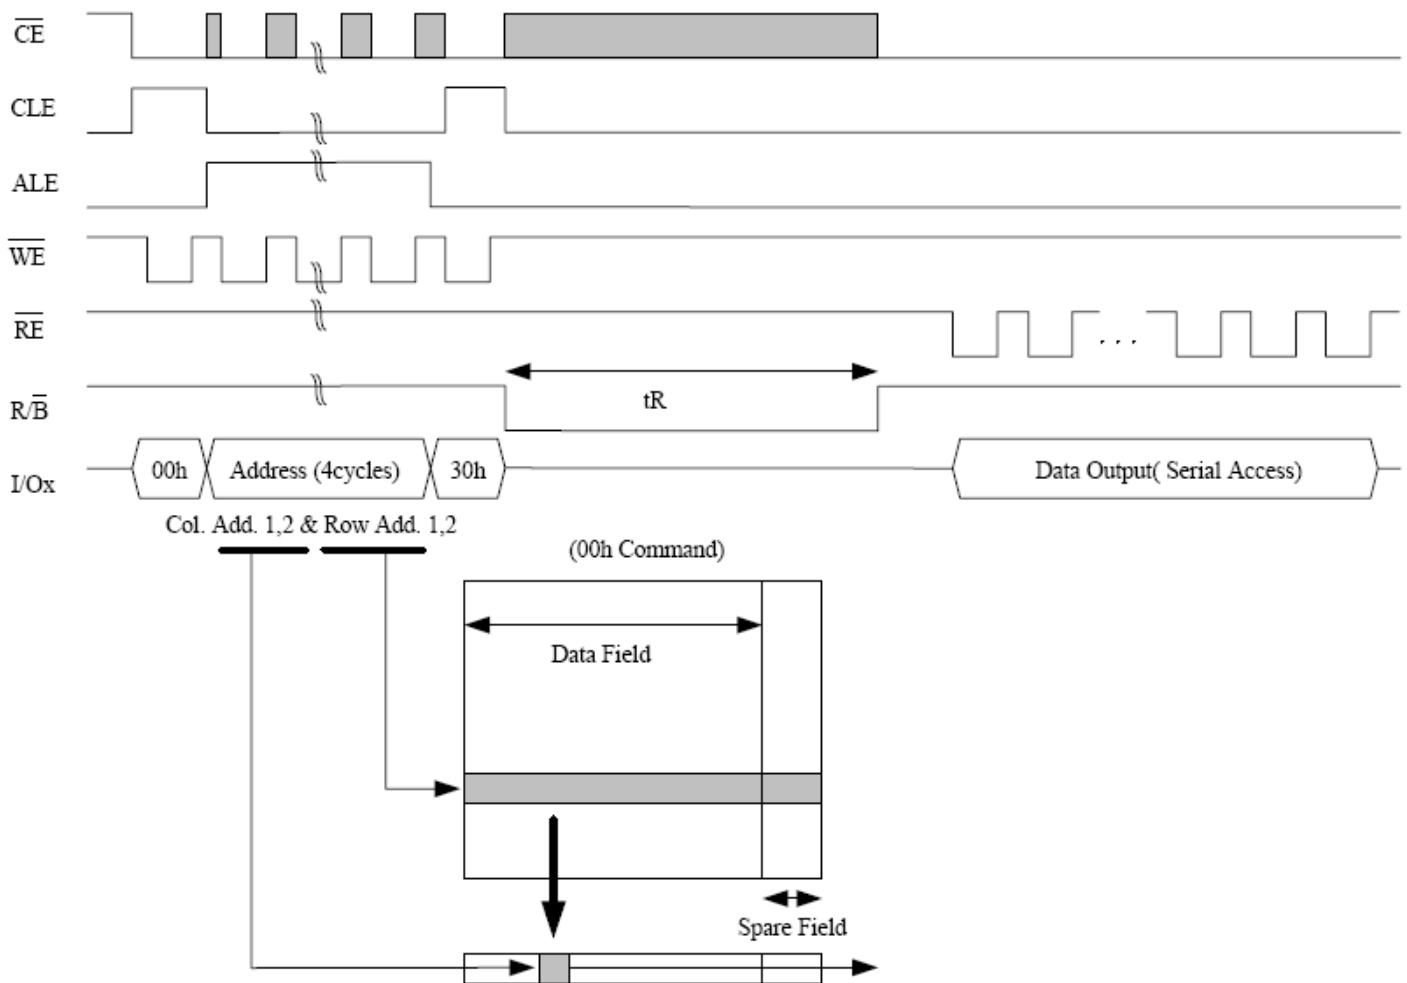 CE
CLE
ALE
WE
RE
. . .
R/B
tR
I/Ox
00h
Address (4cycles)
30h
Data Output( Serial Access)
Col. Add. 1,2 & Row Add. 1,2
(00h Command)
Data Field
Spare Field